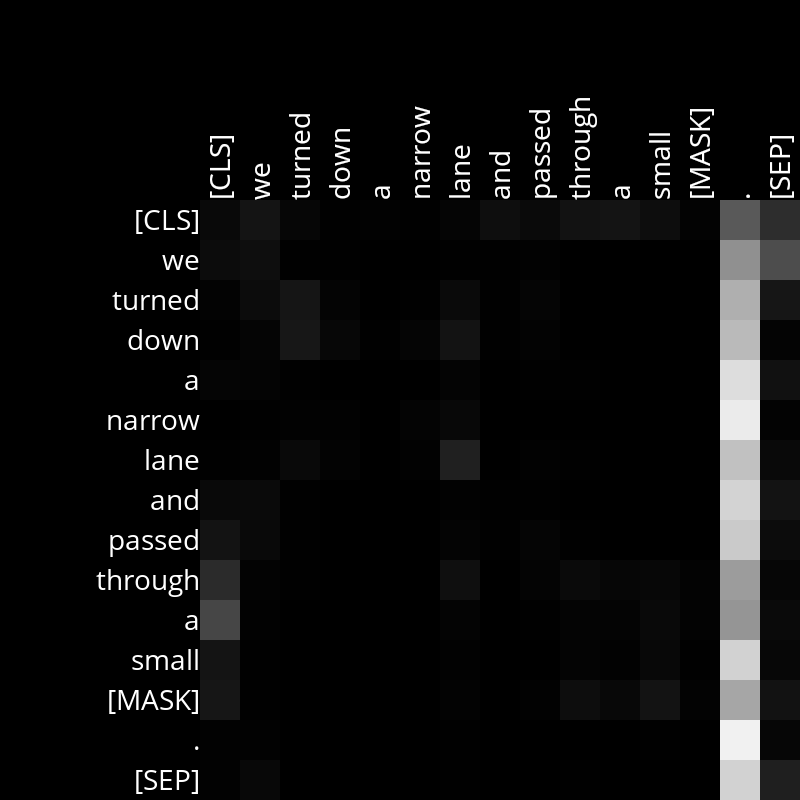 [CLS] we turned down a narrow lane and passed through a small [MASK] . [SEP]
[CLS]
we
turned
down
a
narrow
lane
and
passed
through
a
small
[MASK]
.
[SEP]